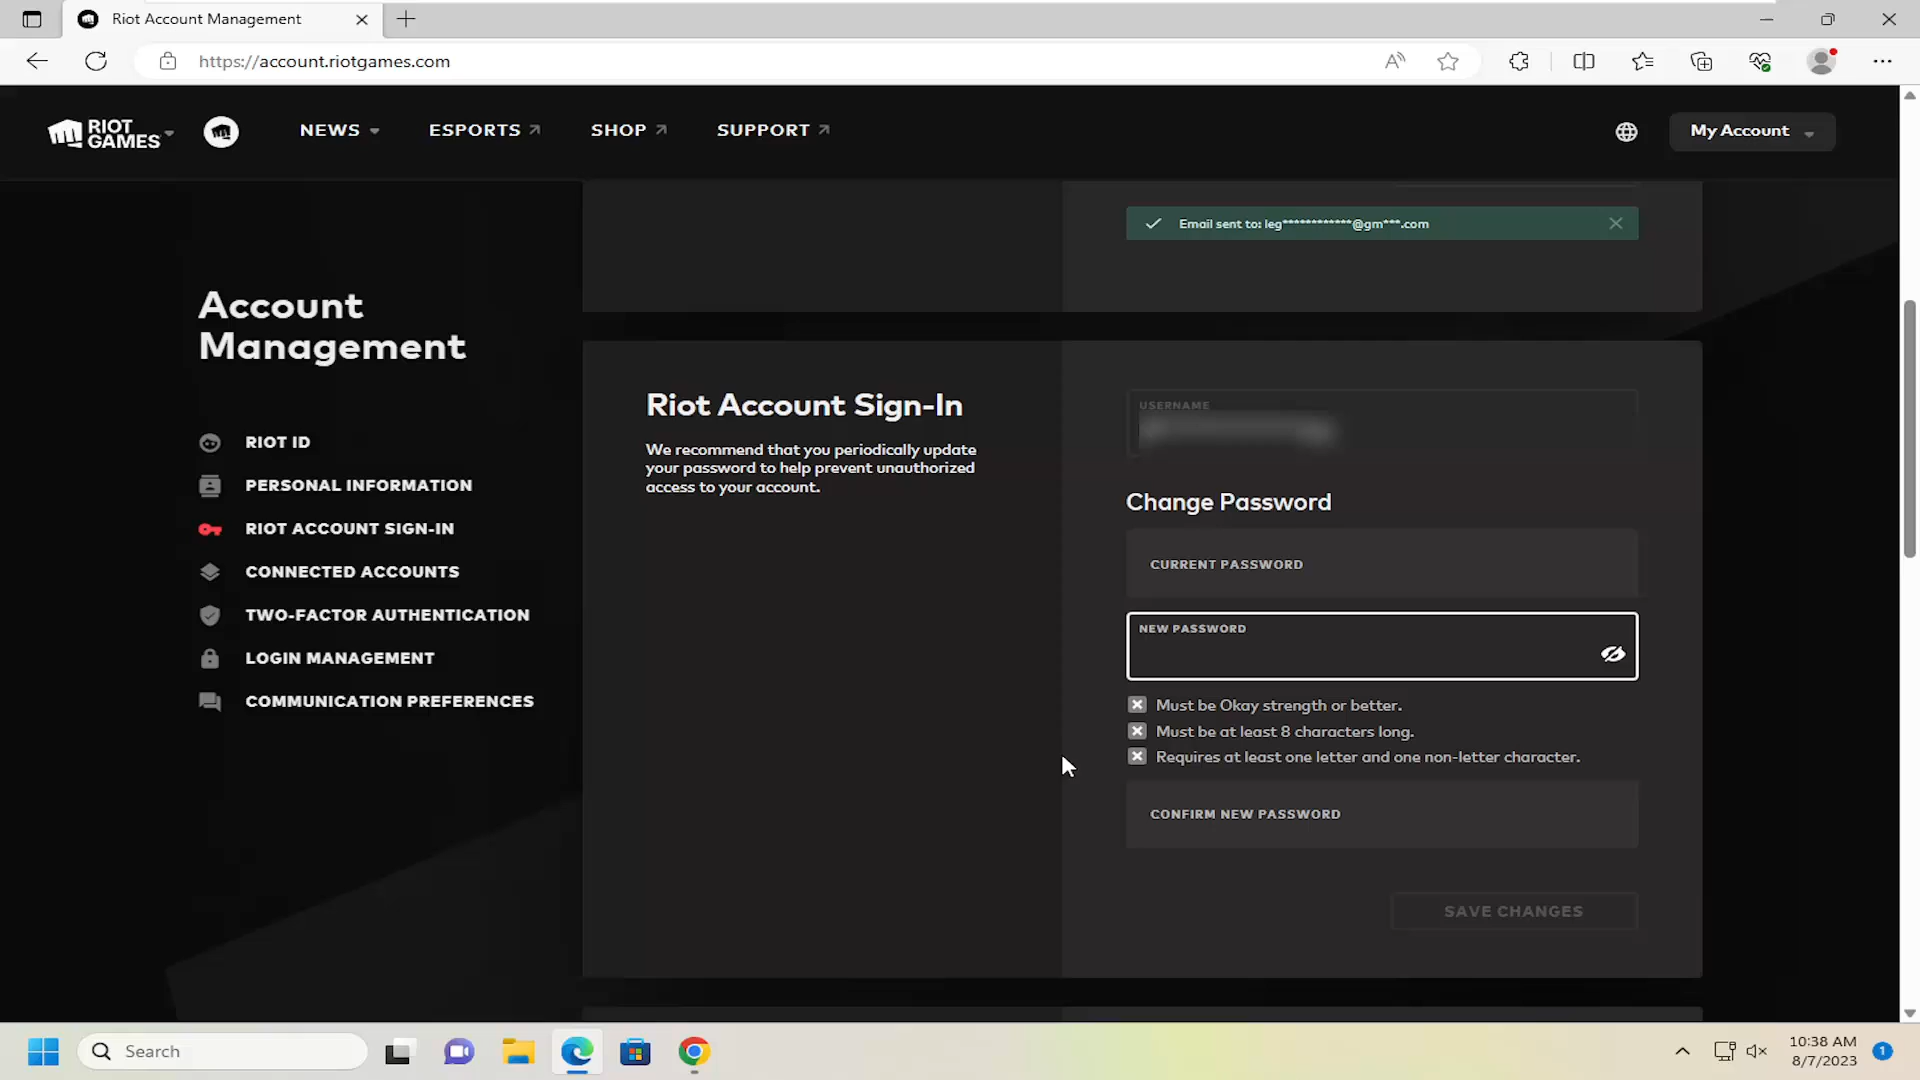 Riot Account Management
https://account.riotgames.com
RIOT
GAMES
NEWS
ESPORTS
SHOP
SUPPORT
My Account
Email sent to: leg************@gm***.com
Account
Management
RIOT ID
PERSONAL INFORMATION
RIOT ACCOUNT SIGN-IN
CONNECTED ACCOUNTS
TWO-FACTOR AUTHENTICATION
LOGIN MANAGEMENT
COMMUNICATION PREFERENCES
Riot Account Sign-In
We recommend that you periodically update
your password to help prevent unauthorized
access to your account.
USERNAME
Change Password
CURRENT PASSWORD
NEW PASSWORD
Must be Okay strength or better.
Must be at least 8 characters long.
Requires at least one letter and one non-letter character.
CONFIRM NEW PASSWORD
SAVE CHANGES
Search
10:38 AM
8/7/2023
1